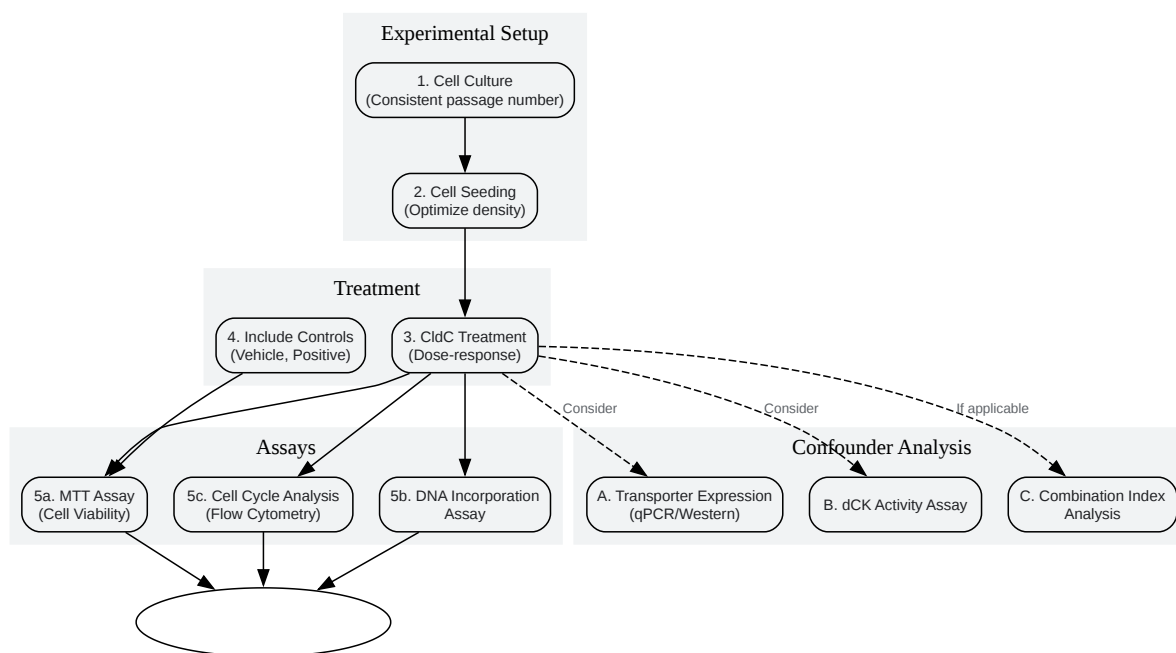 Experimental Setup
1. Cell Culture
(Consistent passage number)
2. Cell Seeding
(Optimize density)
Treatment
4. Include Controls
(Vehicle, Positive)
3. CldC Treatment
(Dose-response)
Consider
Consider
If applicable
Assays
Confounder Analysis
5a. MTT Assay
(Cell Viability)
5c. Cell Cycle Analysis
(Flow Cytometry)
5b. DNA Incorporation
Assay
A. Transporter Expression
(qPCR/Western)
B. dCK Activity Assay
C. Combination Index
Analysis